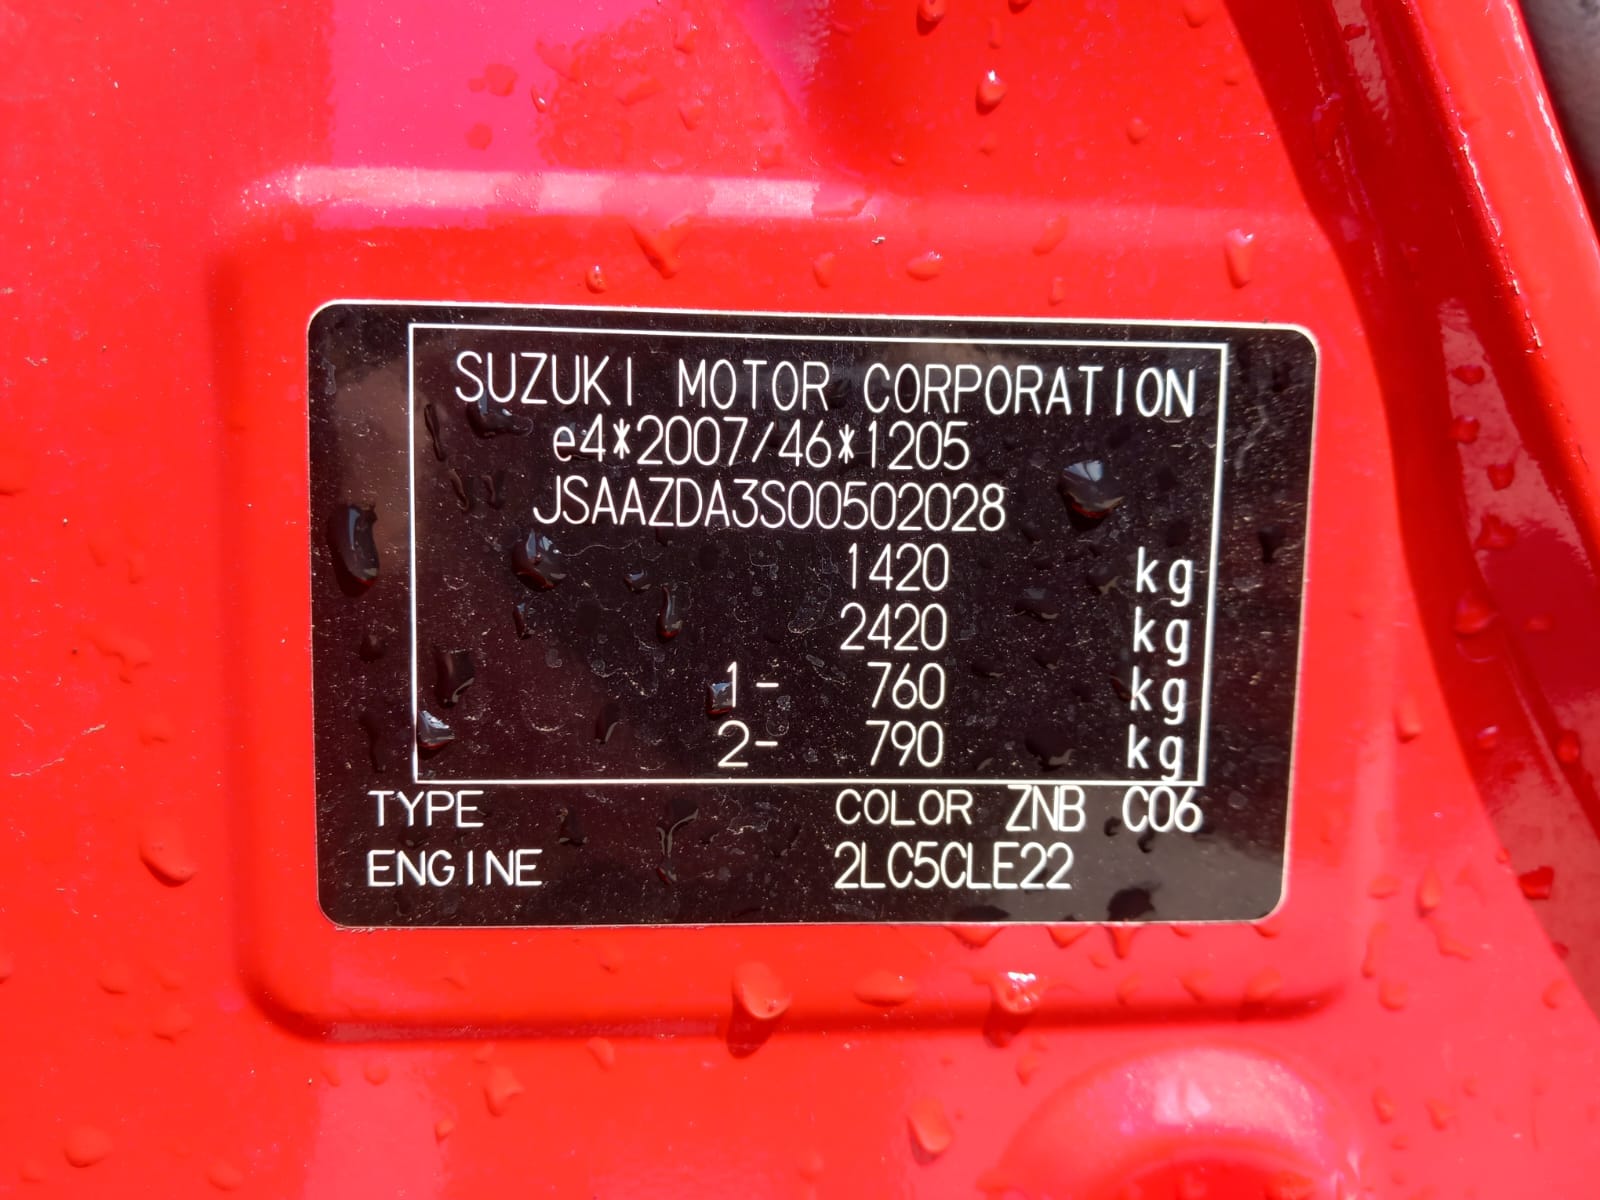 SUZUKI MOTOR CORPORATION
e4*2007/46*1205
JSAAZDA3S00502028
1420 kg
2420 kg
1- 760 kg
2- 790 kg
TYPE COLOR ZNB C06
ENGINE 2LC5CLE22